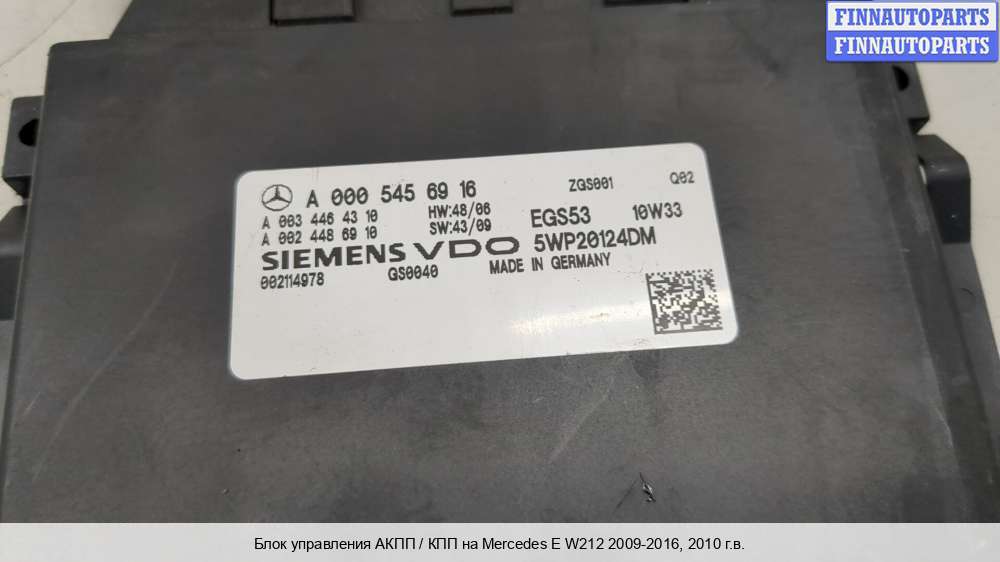 FINNAUTOPARTS
FINNAUTOPARTS
A 000 545 69 16
ZGS001
Q02
A 003 446 43 10
HW:48/06
EGS53
10W33
A 002 448 69 10
SW:43/09
SIEMENS VDO
5WP20124DM
002114978
GS0040
MADE IN GERMANY
Блок управления АКПП / КПП на Mercedes E W212 2009-2016, 2010 г.в.